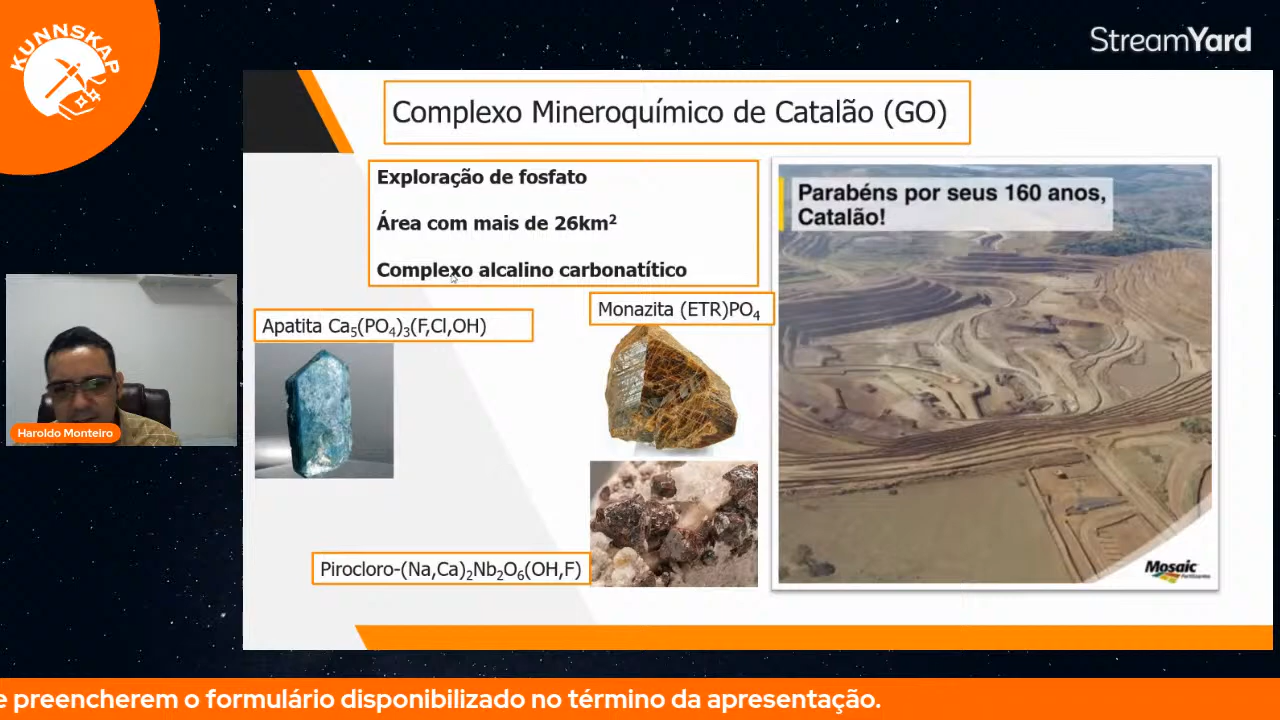 KUNNSKAP
StreamYard
Complexo Mineroquímico de Catalão (GO)
Exploração de fosfato
Área com mais de 26km²
Complexo alcalino carbonatítico
Parabéns por seus 160 anos,
Catalão!
Monazita (ETR)PO₄
Apatita Ca₅(PO₄)₃(F,Cl,OH)
Haroldo Monteiro
Pirocloro-(Na,Ca)₂Nb₂O₆(OH,F)
Mosaic
Fertilizantes
e preencherem o formulário disponibilizado no término da apresentação.